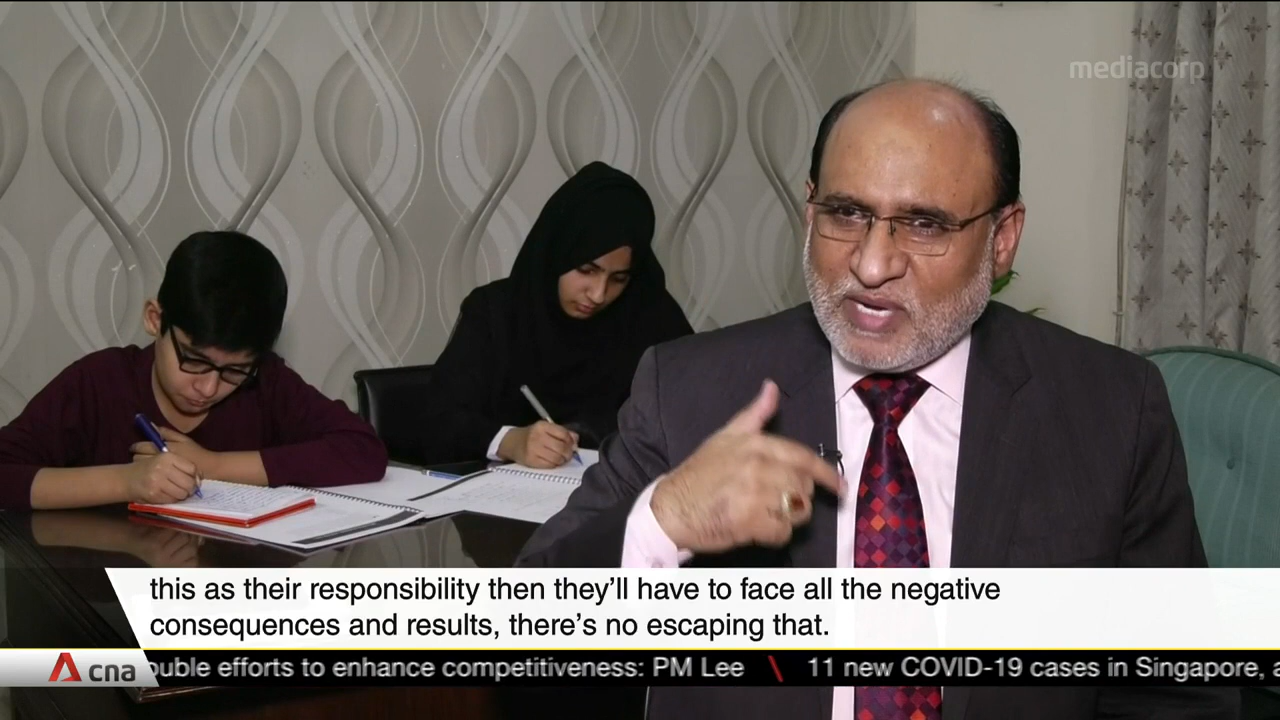 mediacorp
this as their responsibility then they'll have to face all the negative
consequences and results, there's no escaping that.
cna
ouble efforts to enhance competitiveness: PM Lee \ 11 new COVID-19 cases in Singapore,